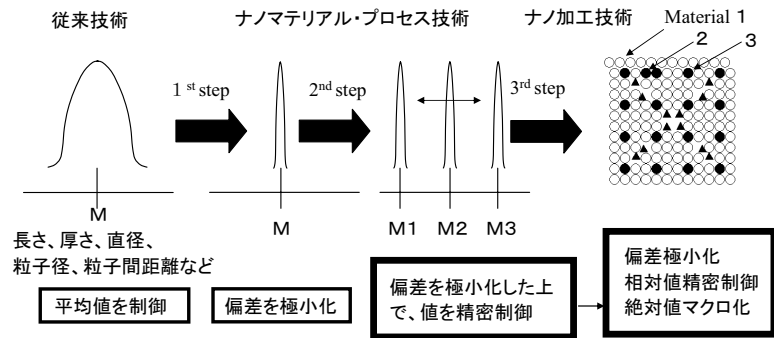 従来技術
ナノマテリアル・プロセス技術
ナノ加工技術
Material 1
2
3
1 st step
2nd step
3rd step
M
M
M1
M2
M3
長さ、厚さ、直径、
粒子径、粒子間距離など
平均値を制御
偏差を極小化
偏差を極小化した上
で、値を精密制御
偏差極小化
相対値精密制御
絶対値マクロ化